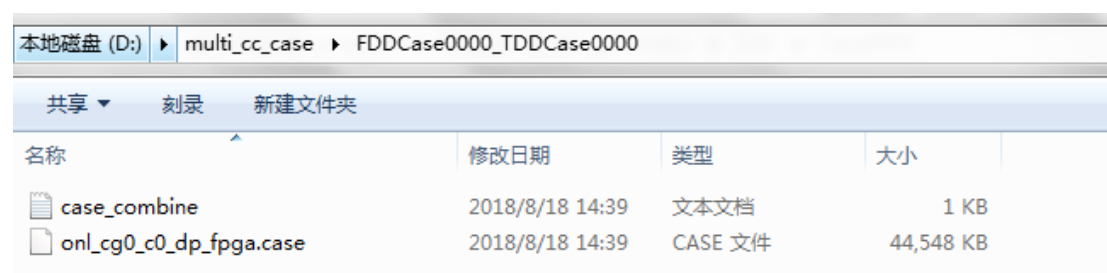 本地磁盘 (D:) ▸ multi_cc_case ▸ FDDCase0000_TDDCase0000
共享 ▼ 刻录 新建文件夹
名称 修改日期 类型 大小
case_combine 2018/8/18 14:39 文本文档 1 KB
onl_cg0_c0_dp_fpga.case 2018/8/18 14:39 CASE 文件 44,548 KB